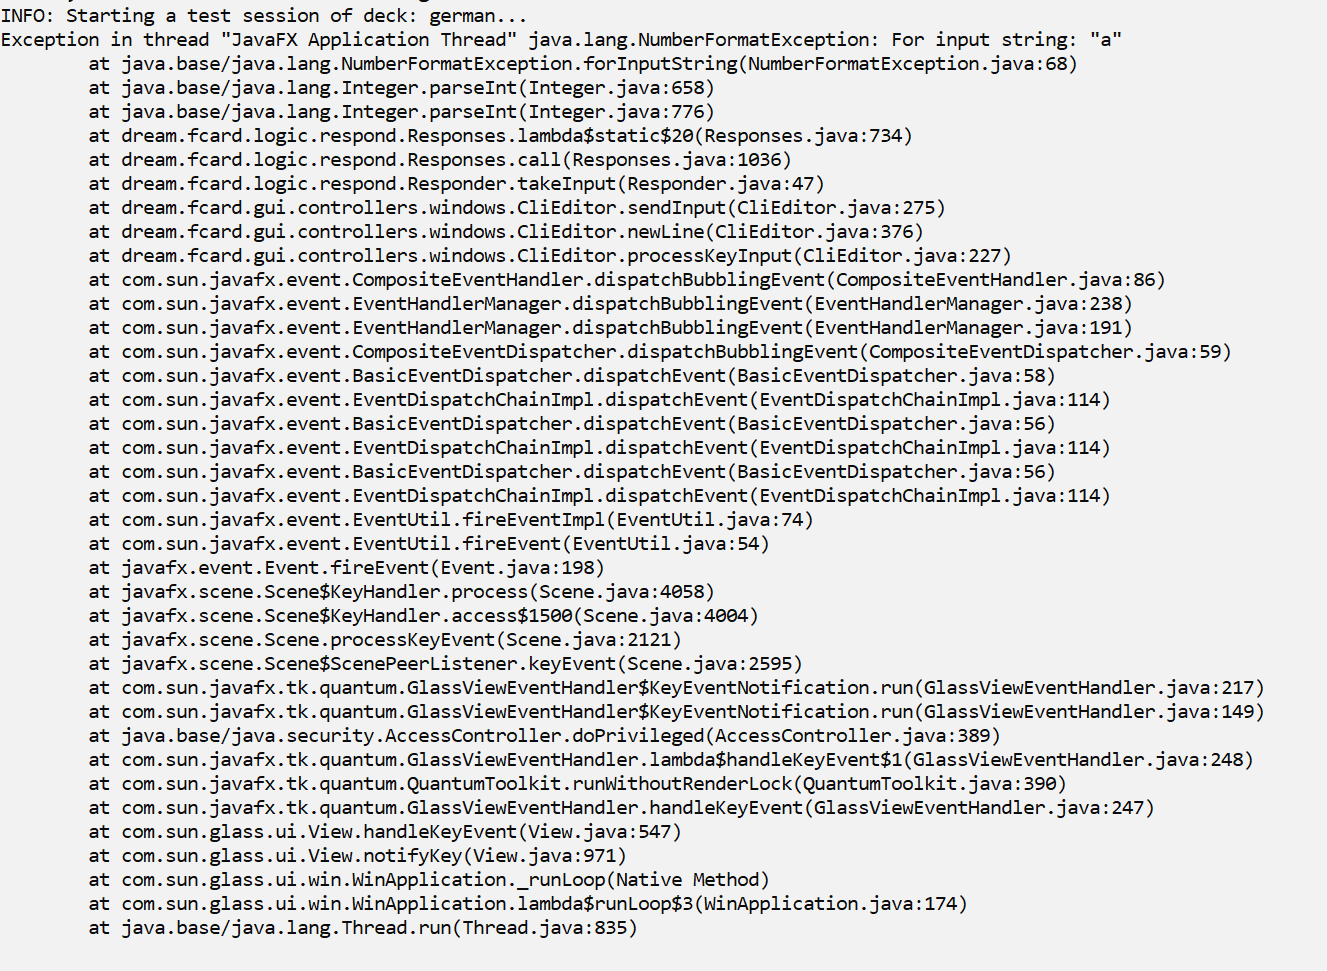 INFO: Starting a test session of deck: german...
Exception in thread "JavaFX Application Thread" java.lang.NumberFormatException: For input string: "a"
        at java.base/java.lang.NumberFormatException.forInputString(NumberFormatException.java:68)
        at java.base/java.lang.Integer.parseInt(Integer.java:658)
        at java.base/java.lang.Integer.parseInt(Integer.java:776)
        at dream.fcard.logic.respond.Responses.lambda$static$20(Responses.java:734)
        at dream.fcard.logic.respond.Responses.call(Responses.java:1036)
        at dream.fcard.logic.respond.Responder.takeInput(Responder.java:47)
        at dream.fcard.gui.controllers.windows.CliEditor.sendInput(CliEditor.java:275)
        at dream.fcard.gui.controllers.windows.CliEditor.newLine(CliEditor.java:376)
        at dream.fcard.gui.controllers.windows.CliEditor.processKeyInput(CliEditor.java:227)
        at com.sun.javafx.event.CompositeEventHandler.dispatchBubblingEvent(CompositeEventHandler.java:86)
        at com.sun.javafx.event.EventHandlerManager.dispatchBubblingEvent(EventHandlerManager.java:238)
        at com.sun.javafx.event.EventHandlerManager.dispatchBubblingEvent(EventHandlerManager.java:191)
        at com.sun.javafx.event.CompositeEventDispatcher.dispatchBubblingEvent(CompositeEventDispatcher.java:59)
        at com.sun.javafx.event.BasicEventDispatcher.dispatchEvent(BasicEventDispatcher.java:58)
        at com.sun.javafx.event.EventDispatchChainImpl.dispatchEvent(EventDispatchChainImpl.java:114)
        at com.sun.javafx.event.BasicEventDispatcher.dispatchEvent(BasicEventDispatcher.java:56)
        at com.sun.javafx.event.EventDispatchChainImpl.dispatchEvent(EventDispatchChainImpl.java:114)
        at com.sun.javafx.event.BasicEventDispatcher.dispatchEvent(BasicEventDispatcher.java:56)
        at com.sun.javafx.event.EventDispatchChainImpl.dispatchEvent(EventDispatchChainImpl.java:114)
        at com.sun.javafx.event.EventUtil.fireEventImpl(EventUtil.java:74)
        at com.sun.javafx.event.EventUtil.fireEvent(EventUtil.java:54)
        at javafx.event.Event.fireEvent(Event.java:198)
        at javafx.scene.Scene$KeyHandler.process(Scene.java:4058)
        at javafx.scene.Scene$KeyHandler.access$1500(Scene.java:4004)
        at javafx.scene.Scene.processKeyEvent(Scene.java:2121)
        at javafx.scene.Scene$ScenePeerListener.keyEvent(Scene.java:2595)
        at com.sun.javafx.tk.quantum.GlassViewEventHandler$KeyEventNotification.run(GlassViewEventHandler.java:217)
        at com.sun.javafx.tk.quantum.GlassViewEventHandler$KeyEventNotification.run(GlassViewEventHandler.java:149)
        at java.base/java.security.AccessController.doPrivileged(AccessController.java:389)
        at com.sun.javafx.tk.quantum.GlassViewEventHandler.lambda$handleKeyEvent$1(GlassViewEventHandler.java:248)
        at com.sun.javafx.tk.quantum.QuantumToolkit.runWithoutRenderLock(QuantumToolkit.java:390)
        at com.sun.javafx.tk.quantum.GlassViewEventHandler.handleKeyEvent(GlassViewEventHandler.java:247)
        at com.sun.glass.ui.View.handleKeyEvent(View.java:547)
        at com.sun.glass.ui.View.notifyKey(View.java:971)
        at com.sun.glass.ui.win.WinApplication._runLoop(Native Method)
        at com.sun.glass.ui.win.WinApplication.lambda$runLoop$3(WinApplication.java:174)
        at java.base/java.lang.Thread.run(Thread.java:835)